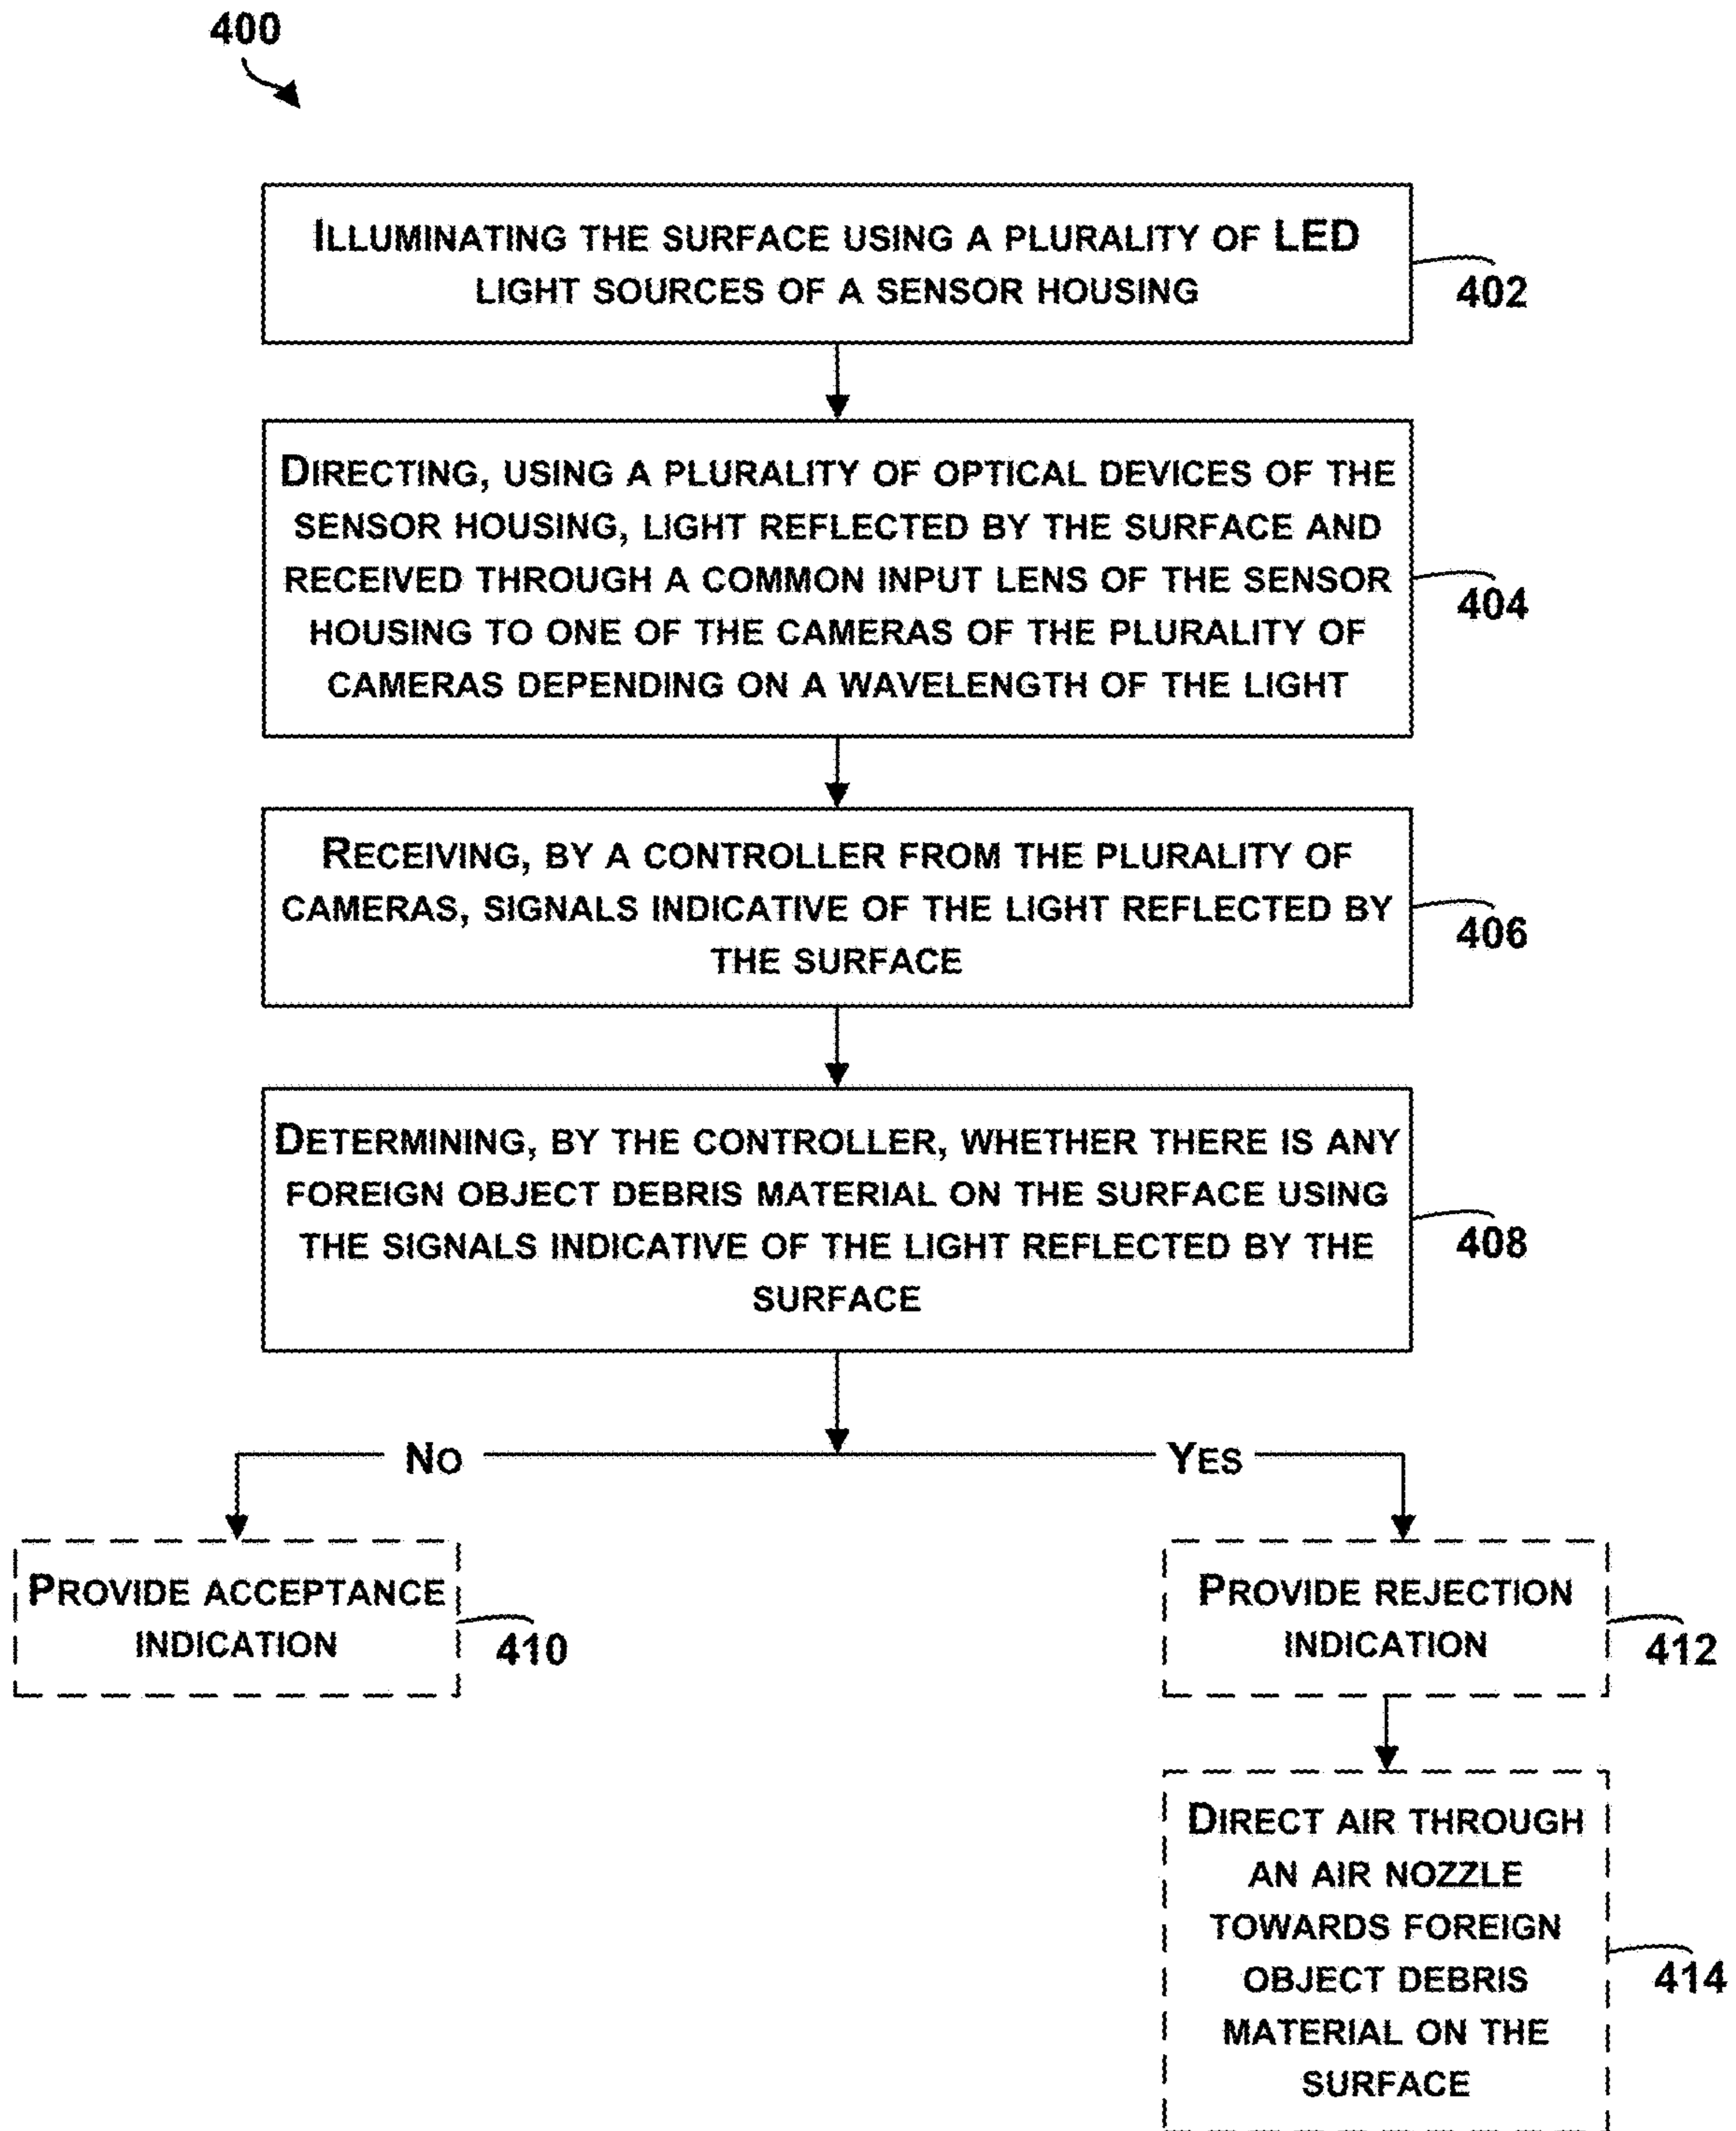 400
ILLUMINATING THE SURFACE USING A PLURALITY OF LED
LIGHT SOURCES OF A SENSOR HOUSING
402
DIRECTING, USING A PLURALITY OF OPTICAL DEVICES OF THE
SENSOR HOUSING, LIGHT REFLECTED BY THE SURFACE AND
RECEIVED THROUGH A COMMON INPUT LENS OF THE SENSOR
HOUSING TO ONE OF THE CAMERAS OF THE PLURALITY OF
CAMERAS DEPENDING ON A WAVELENGTH OF THE LIGHT
404
RECEIVING, BY A CONTROLLER FROM THE PLURALITY OF
CAMERAS, SIGNALS INDICATIVE OF THE LIGHT REFLECTED BY
THE SURFACE
406
DETERMINING, BY THE CONTROLLER, WHETHER THERE IS ANY
FOREIGN OBJECT DEBRIS MATERIAL ON THE SURFACE USING
THE SIGNALS INDICATIVE OF THE LIGHT REFLECTED BY THE
SURFACE
408
NO
YES
PROVIDE ACCEPTANCE
INDICATION
410
PROVIDE REJECTION
INDICATION
412
DIRECT AIR THROUGH
AN AIR NOZZLE
TOWARDS FOREIGN
OBJECT DEBRIS
MATERIAL ON THE
SURFACE
414